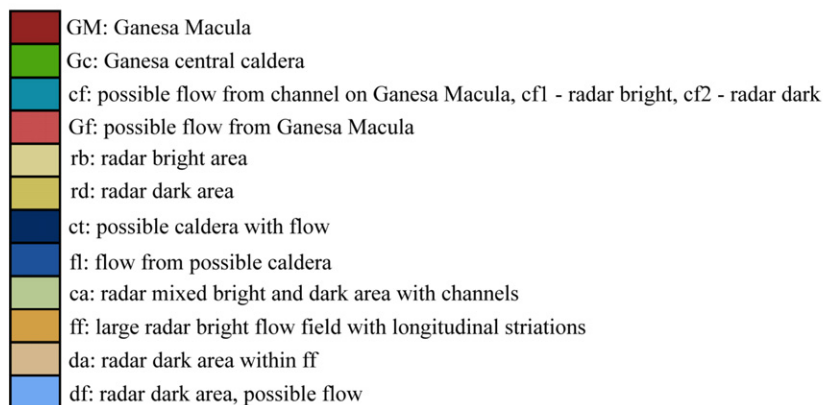 GM: Ganesa Macula
Gc: Ganesa central caldera
cf: possible flow from channel on Ganesa Macula, cf1 - radar bright, cf2 - radar dark
Gf: possible flow from Ganesa Macula
rb: radar bright area
rd: radar dark area
ct: possible caldera with flow
fl: flow from possible caldera
ca: radar mixed bright and dark area with channels
ff: large radar bright flow field with longitudinal striations
da: radar dark area within ff
df: radar dark area, possible flow